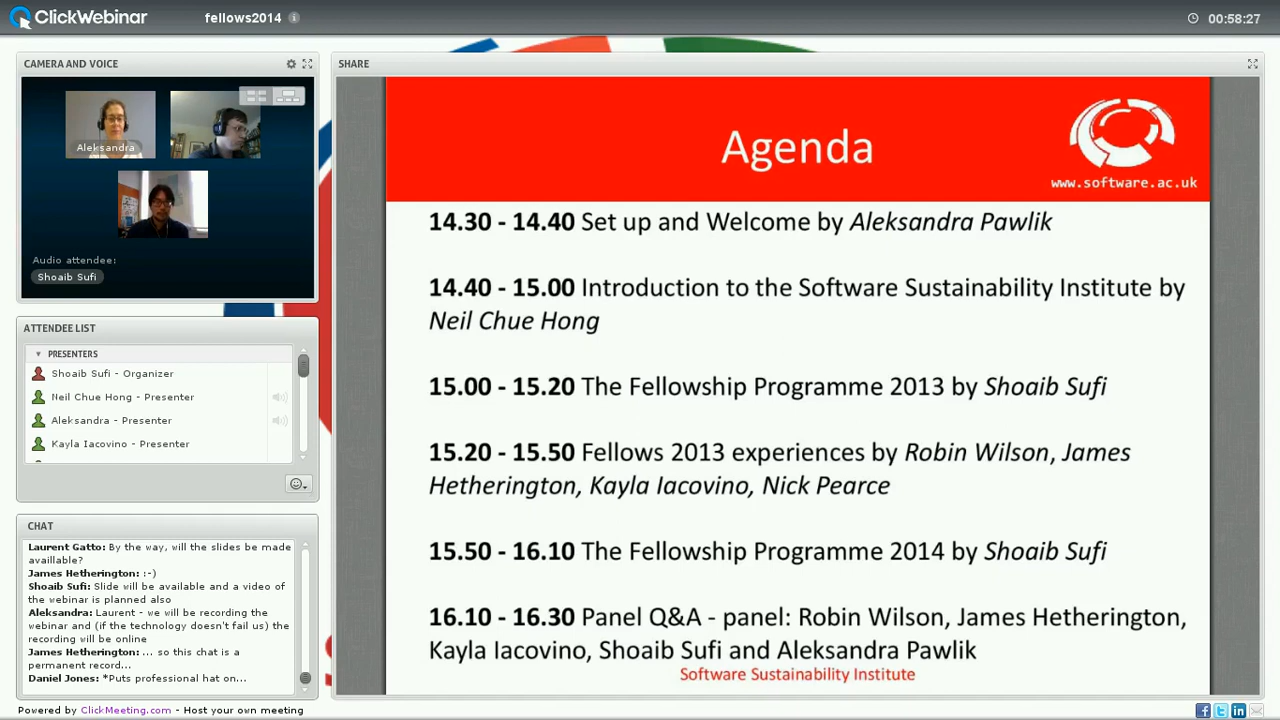 ClickWebinar
fellows2014
00:58:27
CAMERA AND VOICE
Aleksandra
Audio attendee:
Shoaib Sufi
ATTENDEE LIST
PRESENTERS
Shoaib Sufi - Organizer
Neil Chue Hong - Presenter
Aleksandra - Presenter
Kayla Iacovino - Presenter
CHAT
Laurent Gatto: By the way, will the slides be made
availlable?
James Hetherington: :-)
Shoaib Sufi: Slide will be available and a video of
the webinar is planned also
Aleksandra: Laurent - we will be recording the
webinar and (if the technology doesn't fail us) the
recording will be online
James Hetherington: ... so this chat is a
permanent record...
Daniel Jones: *Puts professional hat on...
SHARE
Agenda
www.software.ac.uk
14.30 - 14.40 Set up and Welcome by Aleksandra Pawlik
14.40 - 15.00 Introduction to the Software Sustainability Institute by
Neil Chue Hong
15.00 - 15.20 The Fellowship Programme 2013 by Shoaib Sufi
15.20 - 15.50 Fellows 2013 experiences by Robin Wilson, James
Hetherington, Kayla Iacovino, Nick Pearce
15.50 - 16.10 The Fellowship Programme 2014 by Shoaib Sufi
16.10 - 16.30 Panel Q&A - panel: Robin Wilson, James Hetherington,
Kayla Iacovino, Shoaib Sufi and Aleksandra Pawlik
Software Sustainability Institute
Powered by ClickMeeting.com - Host your own meeting